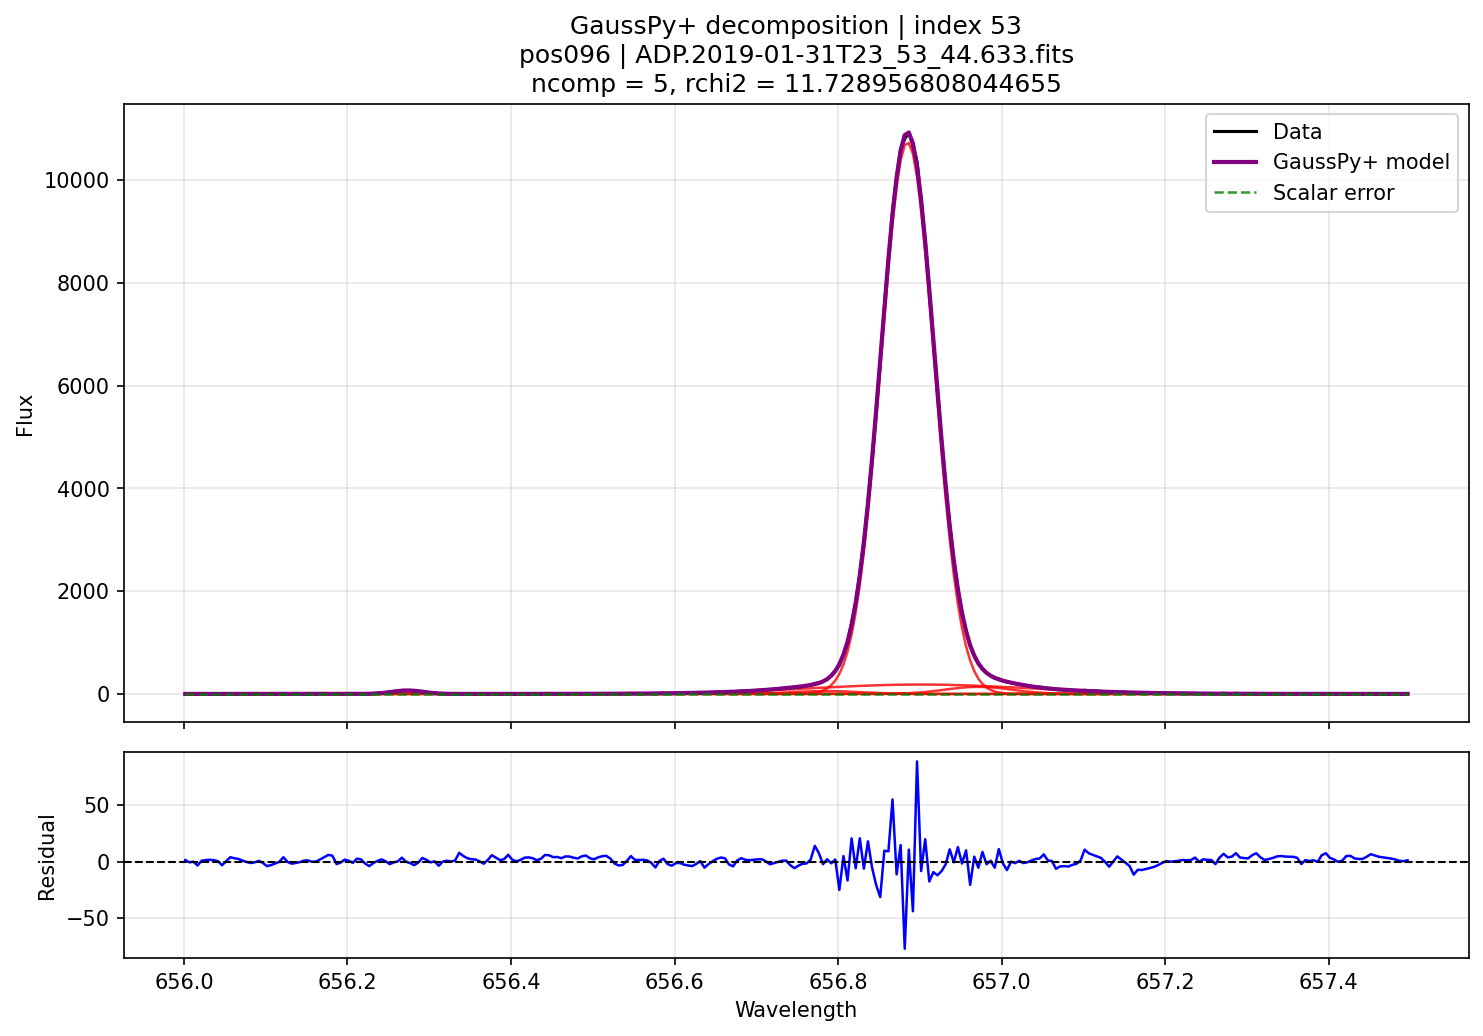 GaussPy+ decomposition | index 53
pos096 | ADP.2019-01-31T23_53_44.633.fits
ncomp = 5, rchi2 = 11.728956808044655
Data
GaussPy+ model
Scalar error
Flux
10000
8000
6000
4000
2000
0
Residual
50
0
−50
656.0 656.2 656.4 656.6 656.8 657.0 657.2 657.4
Wavelength